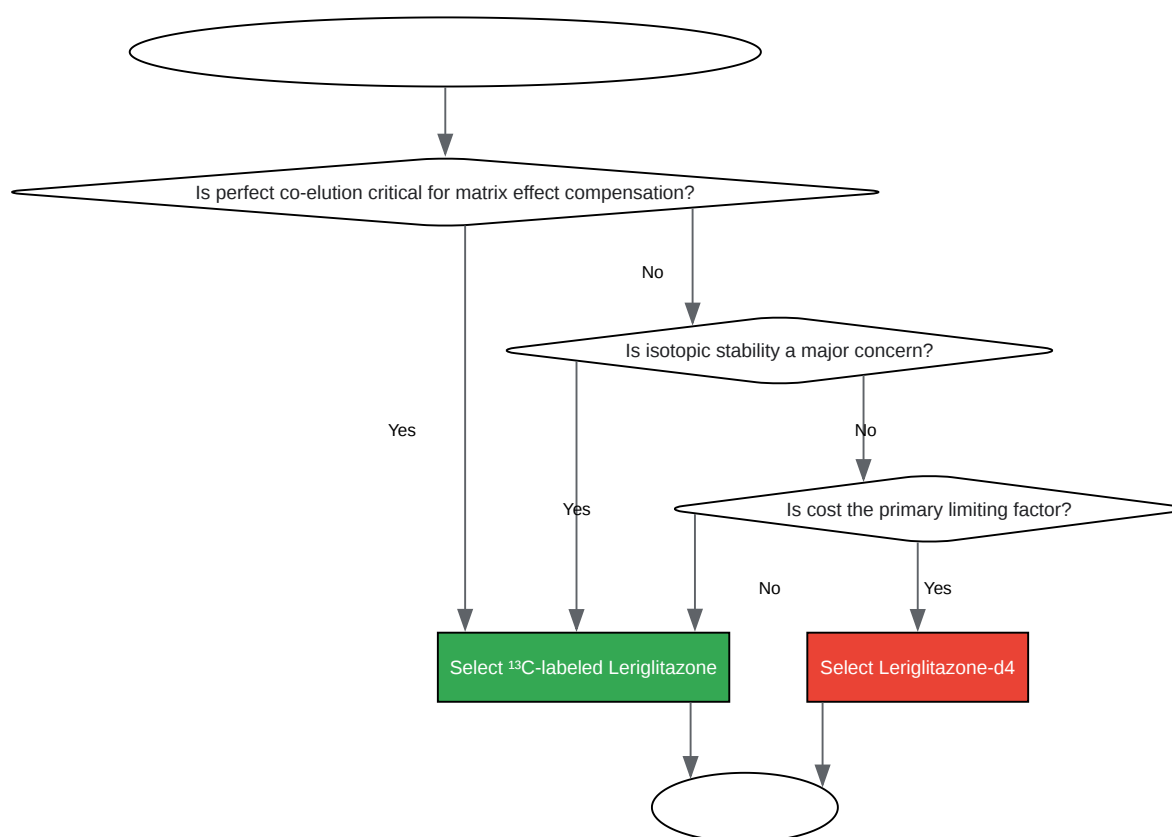 Is perfect co-elution critical for matrix effect compensation?
No
Is isotopic stability a major concern?
Yes
No
Yes
Is cost the primary limiting factor?
No
Yes
Select ¹³C-labeled Leriglitazone
Select Leriglitazone-d4